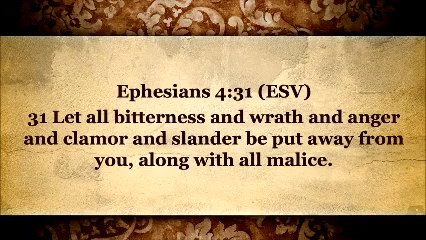 Ephesians 4:31 (ESV)
31 Let all bitterness and wrath and anger
and clamor and slander be put away from
you, along with all malice.